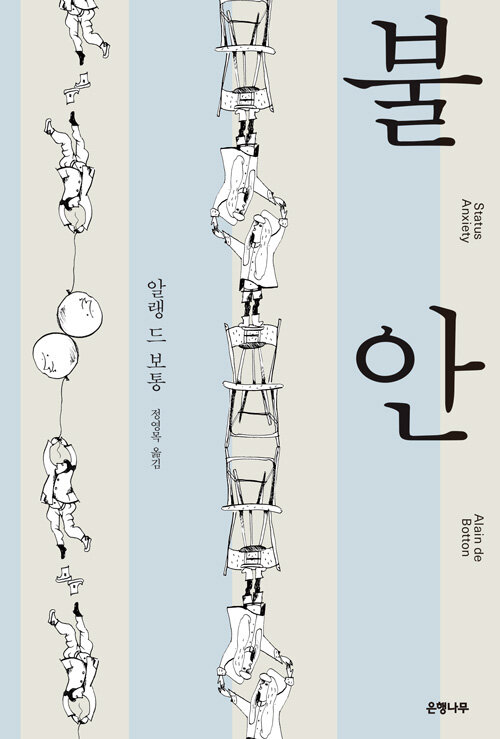 불안
Status
Anxiety
알랭 드 보통
정영목 옮김
Alain de
Botton
은행나무